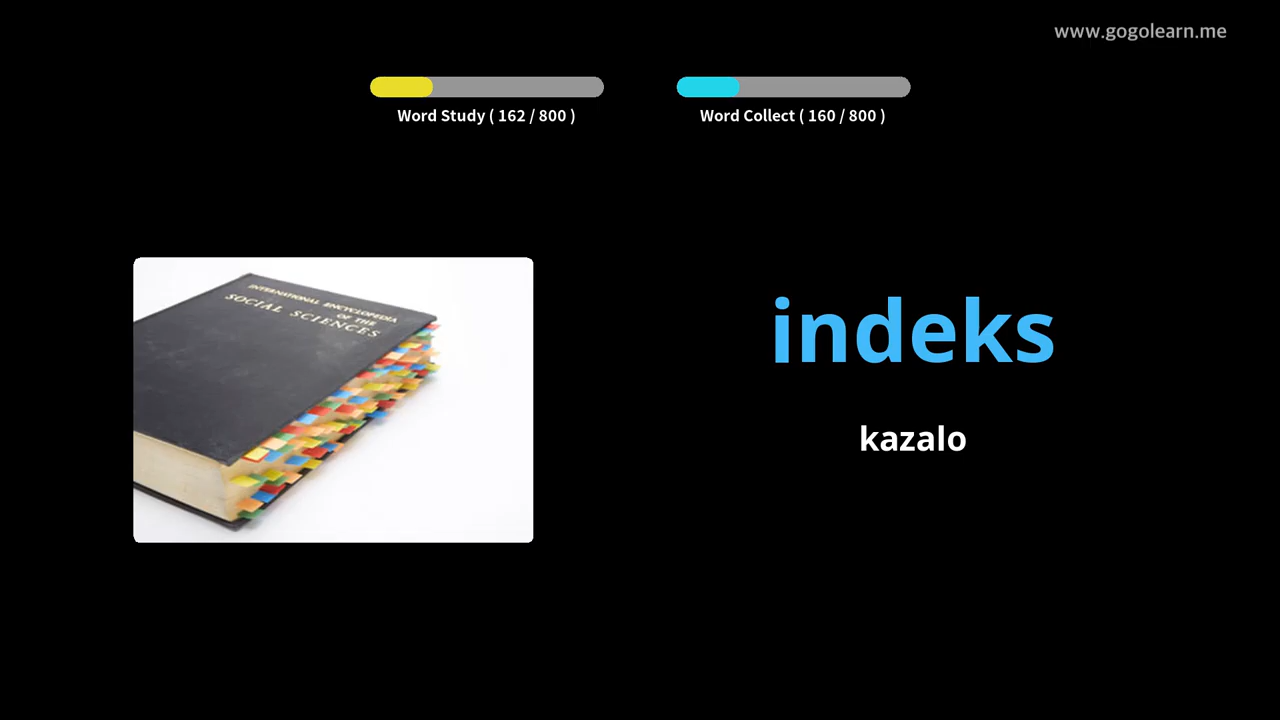 www.gogolearn.me
Word Study ( 162 / 800 )
Word Collect ( 160 / 800 )
INTERNATIONAL ENCYCLOPEDIA
OF THE
SOCIAL SCIENCES
indeks
kazalo